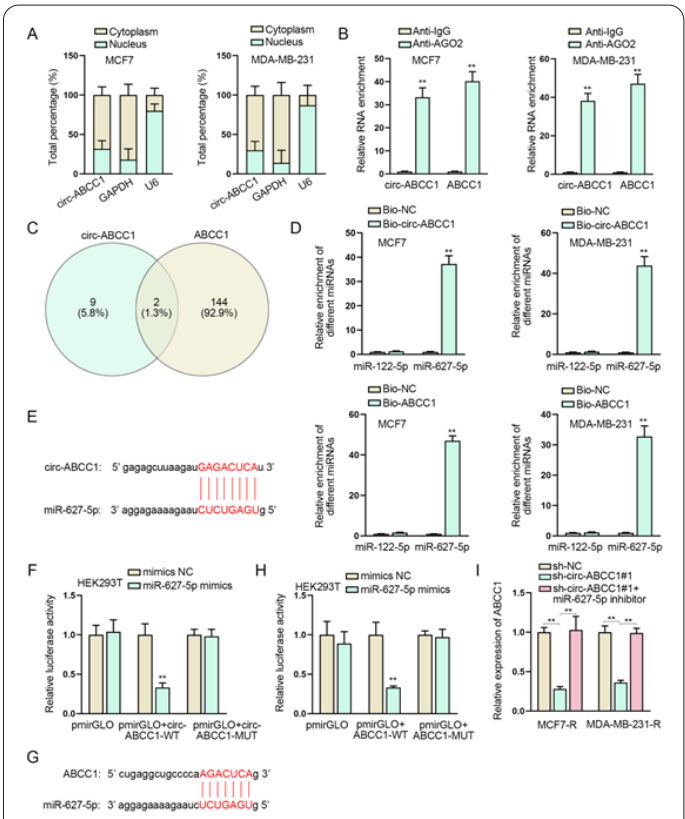 A
Cytoplasm
Nucleus
MCF7
Total percentage (%)
150
100
50
0
circ-ABCC1
GAPDH
U6
Cytoplasm
Nucleus
MDA-MB-231
Total percentage (%)
150
100
50
0
circ-ABCC1
GAPDH
U6
B
Anti-IgG
Anti-AGO2
MCF7
Relative RNA enrichment
50
40
30
20
10
0
**
**
circ-ABCC1
ABCC1
Anti-IgG
Anti-AGO2
MDA-MB-231
Relative RNA enrichment
60
40
20
0
**
**
circ-ABCC1
ABCC1
C
circ-ABCC1
ABCC1
9
(5.8%)
2
(1.3%)
144
(92.9%)
D
Bio-NC
Bio-circ-ABCC1
MCF7
Relative enrichment of
different miRNAs
50
40
30
20
10
0
**
miR-122-5p
miR-627-5p
Bio-NC
Bio-circ-ABCC1
MDA-MB-231
Relative enrichment of
different miRNAs
60
40
20
0
**
miR-122-5p
miR-627-5p
Bio-NC
Bio-ABCC1
MCF7
Relative enrichment of
different miRNAs
60
40
20
0
**
miR-122-5p
miR-627-5p
Bio-NC
Bio-ABCC1
MDA-MB-231
Relative enrichment of
different miRNAs
40
30
20
10
0
**
miR-122-5p
miR-627-5p
E
circ-ABCC1: 5' gagagcuuaagauGAGACUCAu 3'
miR-627-5p: 3' aggagaaaagaauCUCUGAGUg 5'
F
HEK293T
mimics NC
miR-627-5p mimics
Relative luciferase activity
1.5
1.0
0.5
0.0
**
pmirGLO
pmirGLO+circ-
ABCC1-WT
pmirGLO+circ-
ABCC1-MUT
H
HEK293T
mimics NC
miR-627-5p mimics
Relative luciferase activity
1.5
1.0
0.5
0.0
**
pmirGLO
pmirGLO+
ABCC1-WT
pmirGLO+
ABCC1-MUT
I
sh-NC
sh-circ-ABCC1#1
sh-circ-ABCC1#1+
miR-627-5p inhibitor
Relative expression of ABCC1
1.5
1.0
0.5
0.0
**
**
**
**
MCF7-R
MDA-MB-231-R
G
ABCC1: 5' cugaggcugccccaAGACUCAg 3'
miR-627-5p: 3' aggagaaaagaaucUCUGAGUg 5'